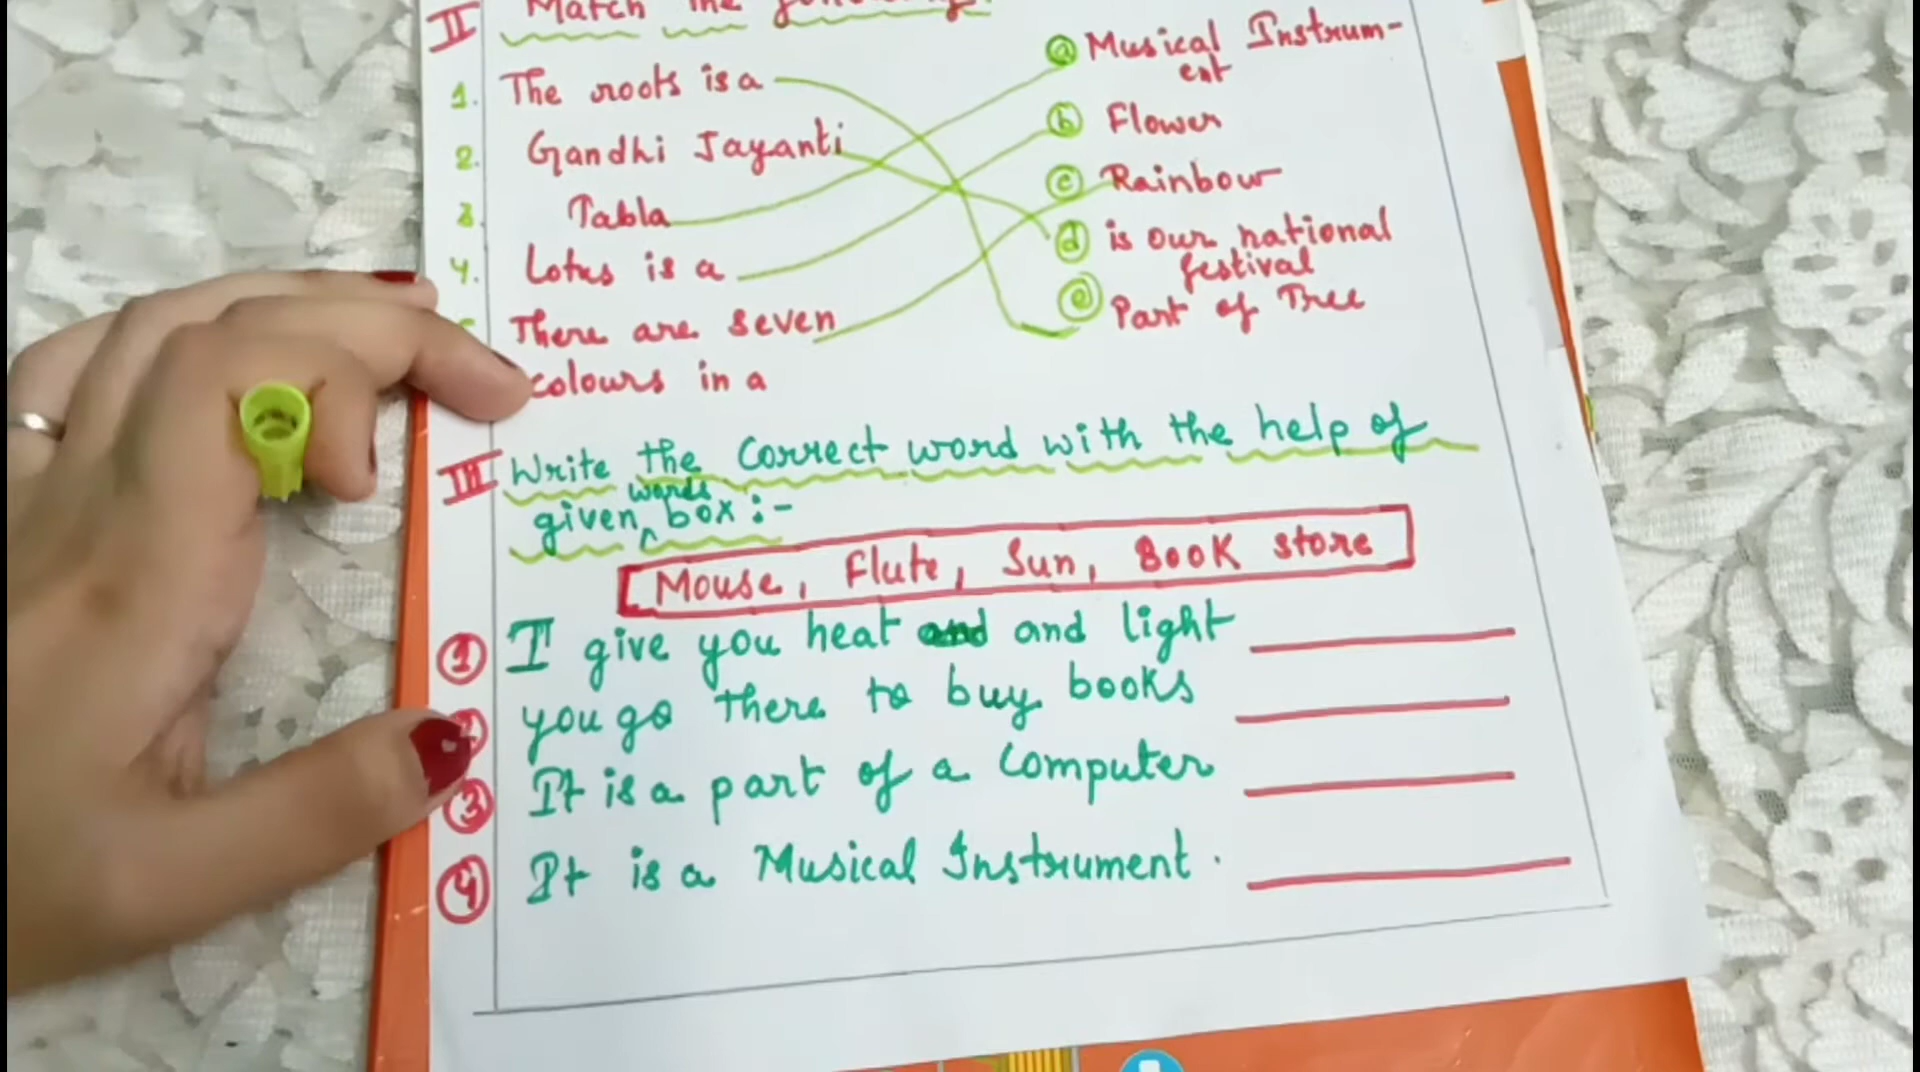 II Match the following:
1. The roots is a
2. Gandhi Jayanti
3. Tabla
4. Lotus is a
There are seven
colours in a
a Musical Instrum-
ent
b Flower
c Rainbow
d is our national
festival
e Part of Tree
III Write the Correct word with the help of
given words box :-
Mouse, Flute, Sun, Book store
1 I give you heat and and light
2 you go there to buy books
3 It is a part of a Computer
4 It is a Musical Instrument.